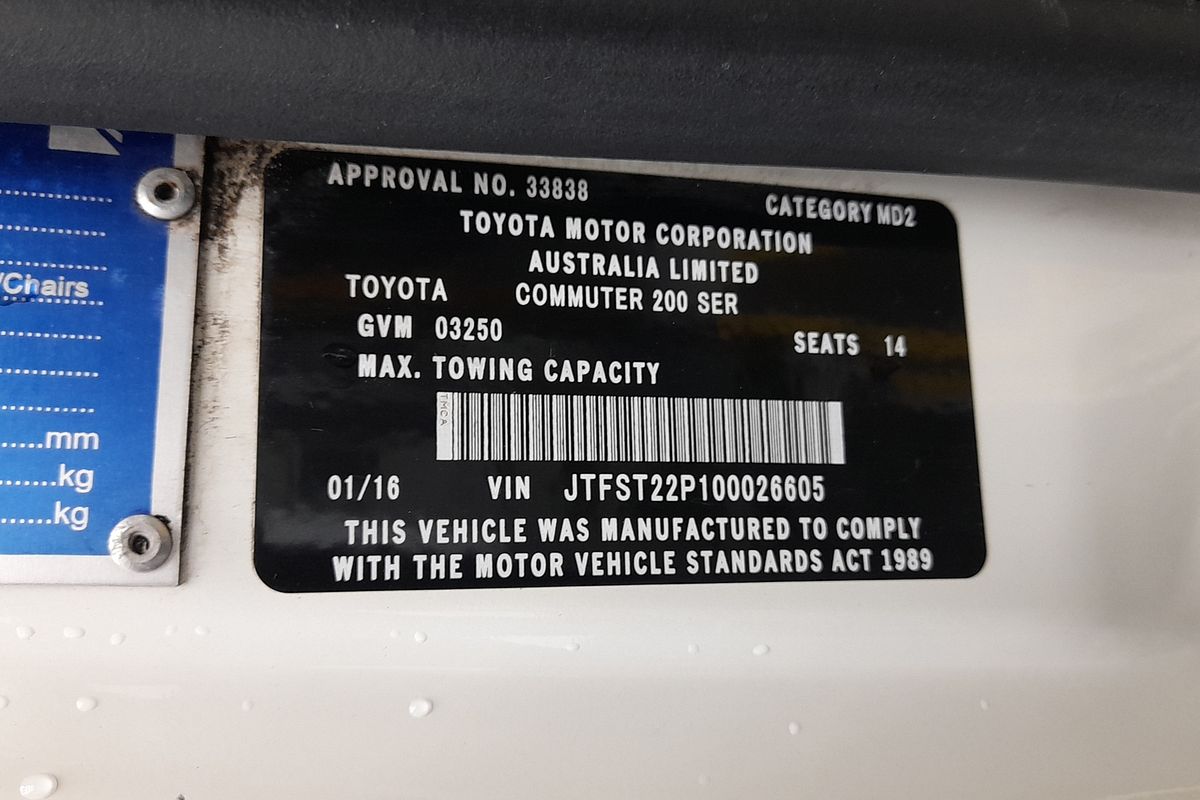 APPROVAL NO. 33838
CATEGORY MD2
TOYOTA MOTOR CORPORATION
AUSTRALIA LIMITED
TOYOTA COMMUTER 200 SER
GVM 03250
SEATS 14
MAX. TOWING CAPACITY
TMCA
01/16 VIN JTFST22P100026605
THIS VEHICLE WAS MANUFACTURED TO COMPLY
WITH THE MOTOR VEHICLE STANDARDS ACT 1989
/Chairs
mm
kg
kg